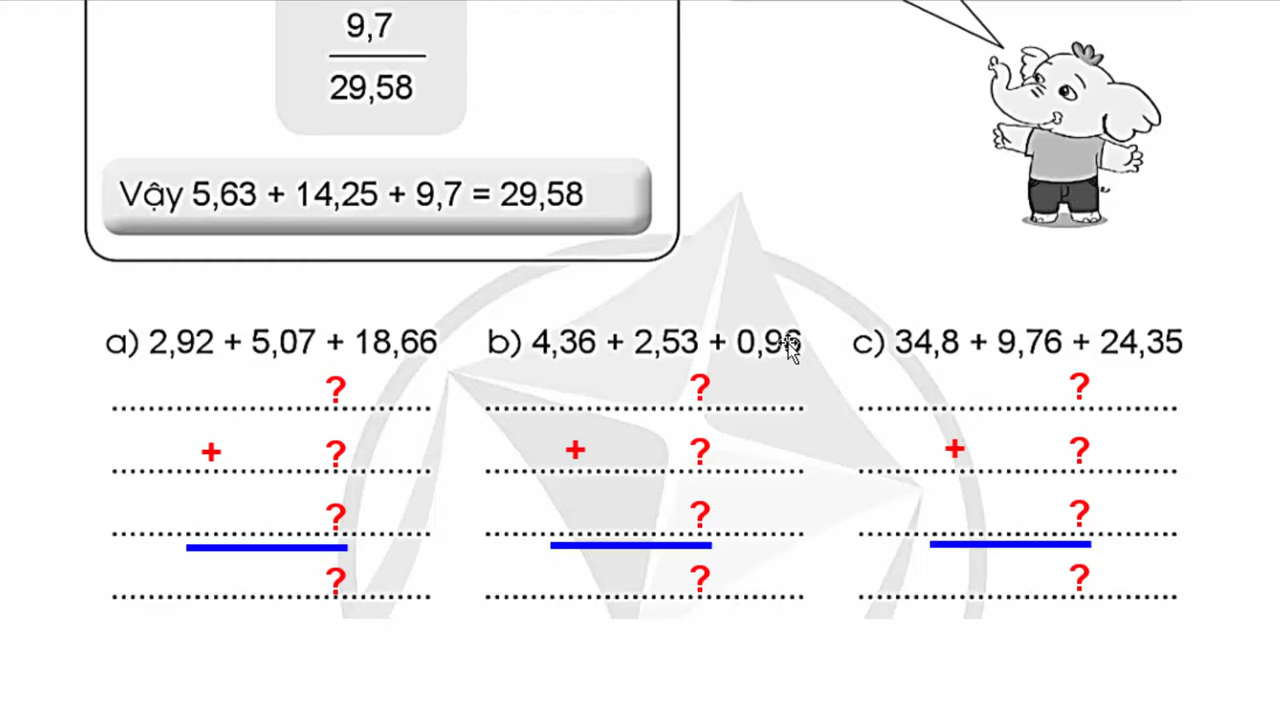 9,7
29,58
Vậy 5,63 + 14,25 + 9,7 = 29,58
a) 2,92 + 5,07 + 18,66
b) 4,36 + 2,53 + 0,96
c) 34,8 + 9,76 + 24,35
? ? ?
+ ? + ? + ?
? ? ?
? ? ?